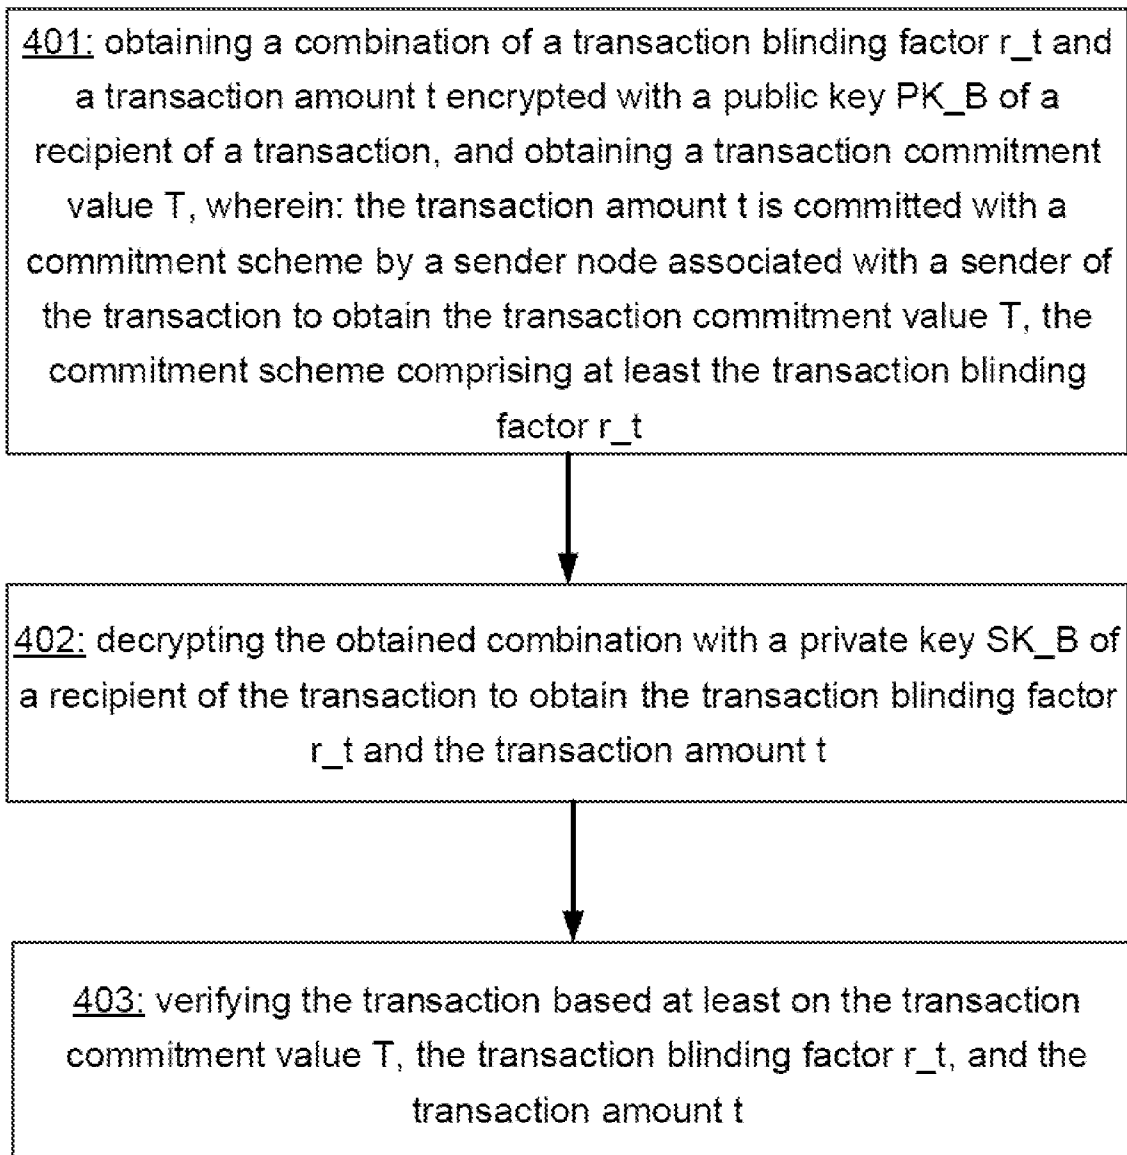 401: obtaining a combination of a transaction blinding factor r_t and
a transaction amount t encrypted with a public key PK_B of a
recipient of a transaction, and obtaining a transaction commitment
value T, wherein: the transaction amount t is committed with a
commitment scheme by a sender node associated with a sender of
the transaction to obtain the transaction commitment value T, the
commitment scheme comprising at least the transaction blinding
factor r_t
402: decrypting the obtained combination with a private key SK_B of
a recipient of the transaction to obtain the transaction blinding factor
r_t and the transaction amount t
403: verifying the transaction based at least on the transaction
commitment value T, the transaction blinding factor r_t, and the
transaction amount t